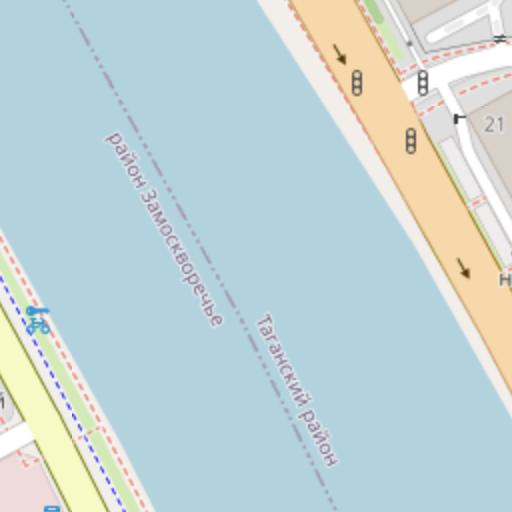 21
район Замоскворечье
Таганский район